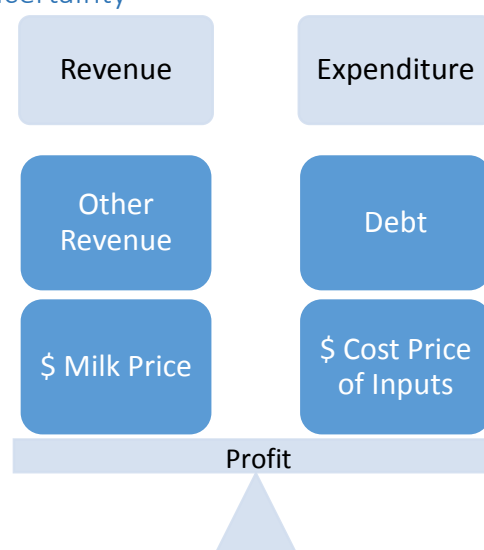 Revenue
Expenditure
Other
Revenue
Debt
$ Milk Price
$ Cost Price
of Inputs
Profit